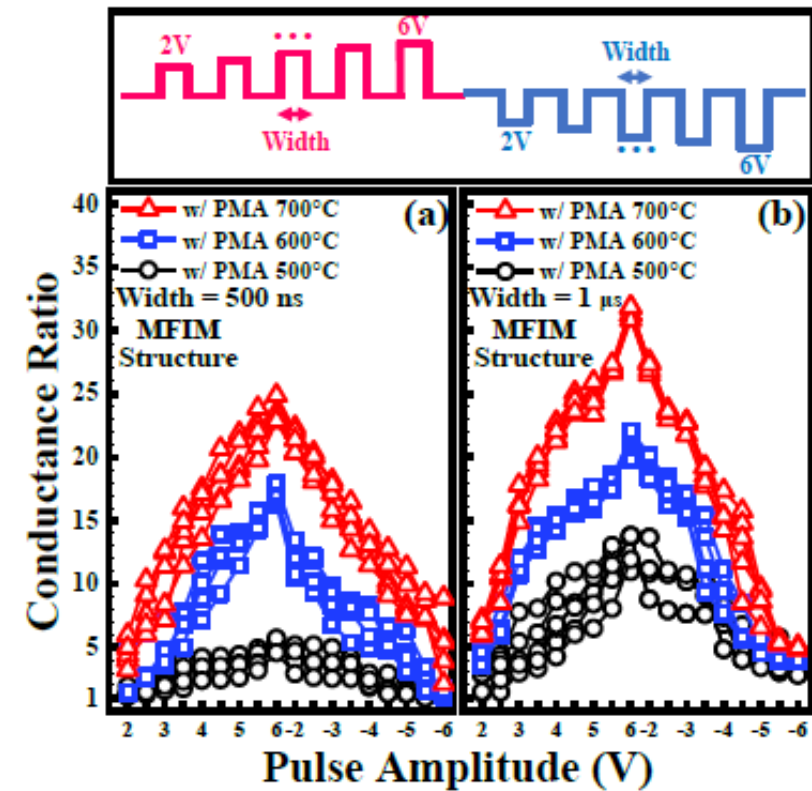 2V
...
6V
Width
Width
2V
...
6V
Conductance Ratio
40
35
30
25
20
15
10
5
1
(a)
w/ PMA 700°C
w/ PMA 600°C
w/ PMA 500°C
Width = 500 ns
MFIM
Structure
(b)
w/ PMA 700°C
w/ PMA 600°C
w/ PMA 500°C
Width = 1 μs
MFIM
Structure
2 3 4 5 6 -2 -3 -4 -5 -6
2 3 4 5 6 -2 -3 -4 -5 -6
Pulse Amplitude (V)